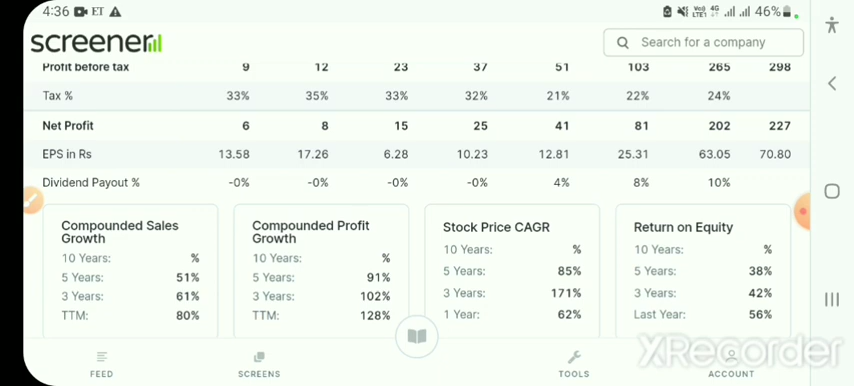 4:36 ET VoD LTE1 4G 46%
screener Search for a company
Profit before tax 9 12 23 37 51 103 265 298
Tax % 33% 35% 33% 32% 21% 22% 24%
Net Profit 6 8 15 25 41 81 202 227
EPS in Rs 13.58 17.26 6.28 10.23 12.81 25.31 63.05 70.80
Dividend Payout % -0% -0% -0% -0% 4% 8% 10%
Compounded Sales Growth
10 Years: %
5 Years: 51%
3 Years: 61%
TTM: 80%
Compounded Profit Growth
10 Years: %
5 Years: 91%
3 Years: 102%
TTM: 128%
Stock Price CAGR
10 Years: %
5 Years: 85%
3 Years: 171%
1 Year: 62%
Return on Equity
10 Years: %
5 Years: 38%
3 Years: 42%
Last Year: 56%
FEED SCREENS TOOLS ACCOUNT
XRecorder